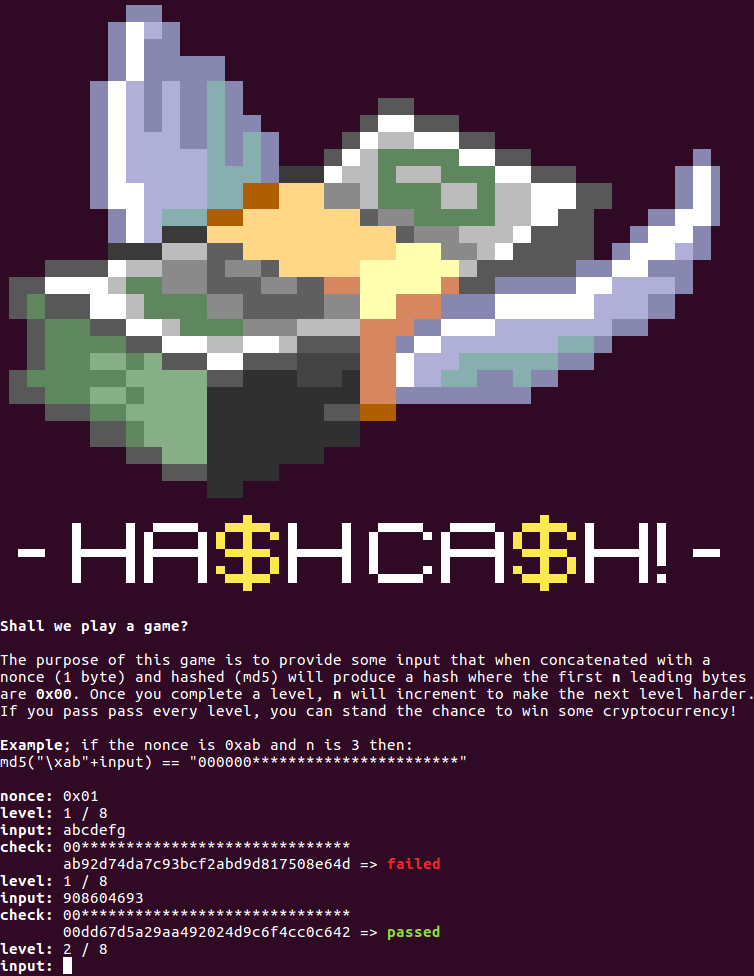 - HA$HCA$H! -
Shall we play a game?
The purpose of this game is to provide some input that when concatenated with a
nonce (1 byte) and hashed (md5) will produce a hash where the first n leading bytes
are 0x00. Once you complete a level, n will increment to make the next level harder.
If you pass pass every level, you can stand the chance to win some cryptocurrency!
Example; if the nonce is 0xab and n is 3 then:
md5("\xab"+input) == "000000**************************"
nonce: 0x01
level: 1 / 8
input: abcdefg
check: 00******************************
ab92d74da7c93bcf2abd9d817508e64d => failed
level: 1 / 8
input: 908604693
check: 00******************************
00dd67d5a29aa492024d9c6f4cc0c642 => passed
level: 2 / 8
input: